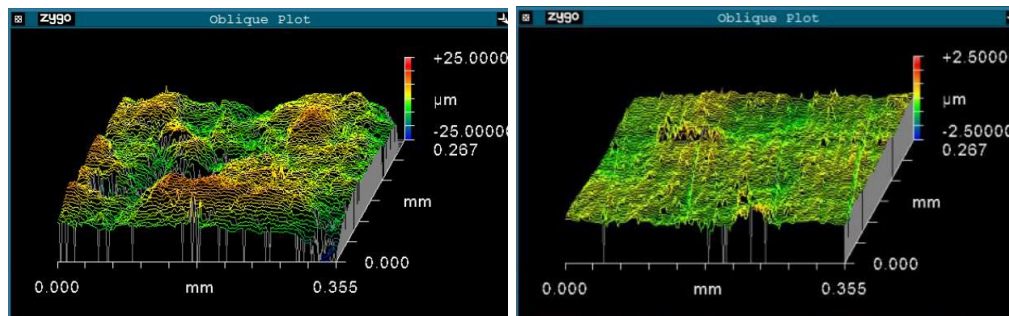 zygo Oblique Plot
+25.0000
µm
-25.0000
0.267
mm
0.000
0.000 mm 0.355
zygo Oblique Plot
+2.5000
µm
-2.5000
0.267
mm
0.000
0.000 mm 0.355